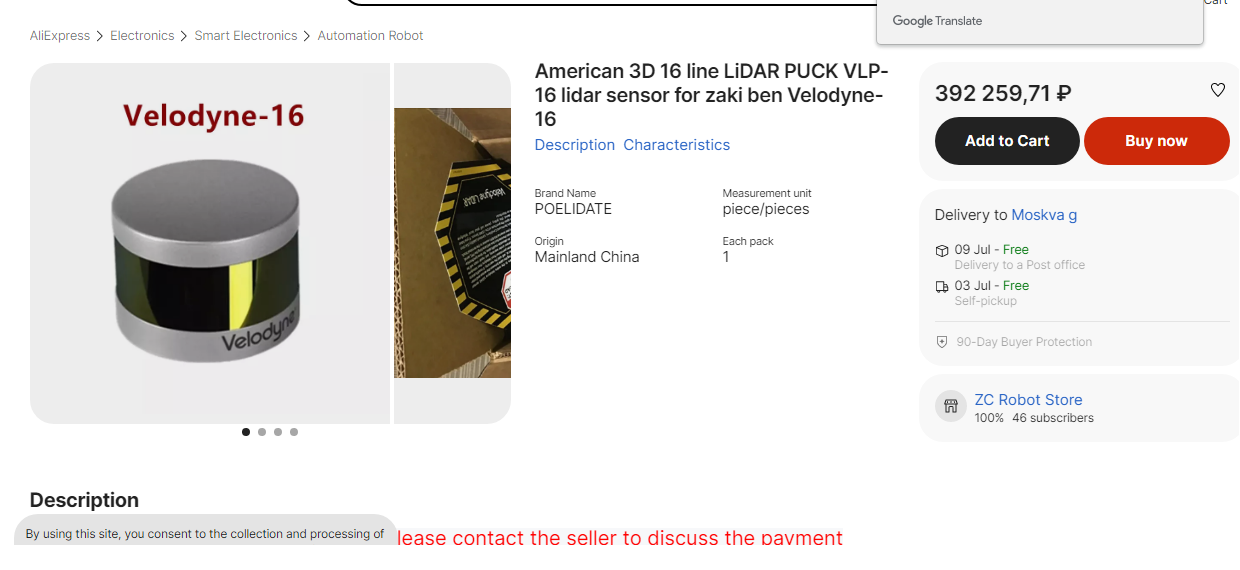 Cart
Google Translate
AliExpress > Electronics > Smart Electronics > Automation Robot
Velodyne-16
Velodyne
Velodyne LiDAR
American 3D 16 line LiDAR PUCK VLP-
16 lidar sensor for zaki ben Velodyne-
16
Description Characteristics
Brand Name
POELIDATE
Measurement unit
piece/pieces
Origin
Mainland China
Each pack
1
392 259,71 ₽
Add to Cart
Buy now
Delivery to Moskva g
09 Jul - Free
Delivery to a Post office
03 Jul - Free
Self-pickup
90-Day Buyer Protection
ZC Robot Store
100% 46 subscribers
Description
By using this site, you consent to the collection and processing of
lease contact the seller to discuss the payment